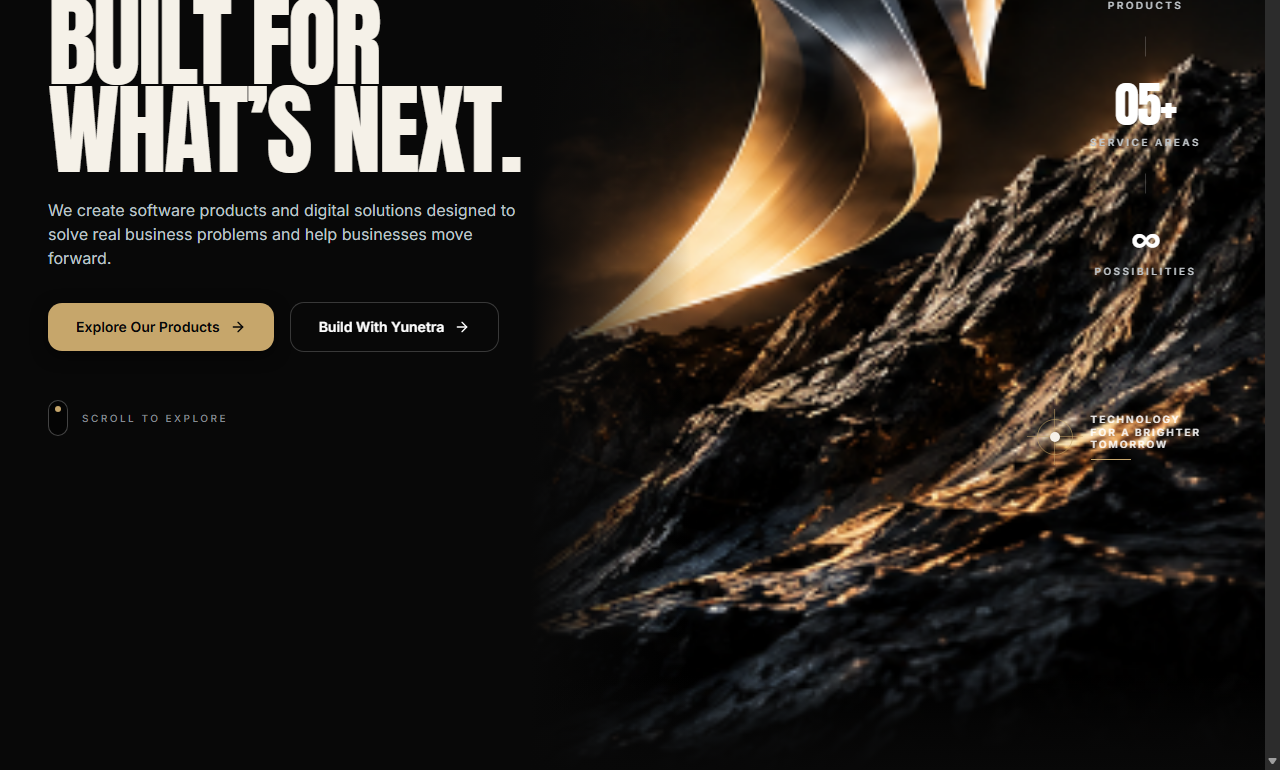 BUILT FOR
WHAT’S NEXT.
We create software products and digital solutions designed to
solve real business problems and help businesses move
forward.
Explore Our Products →
Build With Yunetra →
SCROLL TO EXPLORE
PRODUCTS
05+
SERVICE AREAS
∞
POSSIBILITIES
TECHNOLOGY
FOR A BRIGHTER
TOMORROW